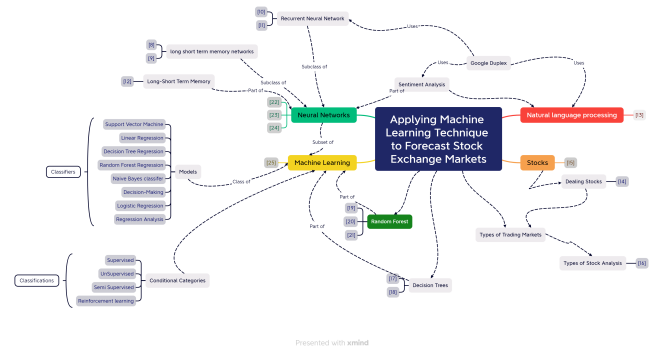 [10]
[11]
Recurrent Neural Network
Uses
[8]
[9]
long short term memory networks
Google Duplex
Subclass of
Uses
Uses
[12]
Long-Short Term Memory
Subclass of
Part of
Sentiment Analysis
Part of
[22]
[23]
[24]
Neural Networks
Applying Machine
Learning Technique
to Forecast Stock
Exchange Markets
Natural language processing
[13]
Subset of
Support Vector Machine
Linear Regression
Decision Tree Regression
Random Forest Regression
Naive Bayes classifer
Decision-Making
Logistic Regression
Regression Analysis
Classifiers
Models
Class of
[25]
Machine Learning
Stocks
Dealing Stocks
[14]
Part of
[19]
[20]
[21]
Random Forest
Part of
Types of Trading Markets
Types of Stock Analysis
[16]
Supervised
UnSupervised
Semi Supervised
Reinforcement learning
Classifications
Conditional Categories
[17]
[18]
Decision Trees
Presented with xmind